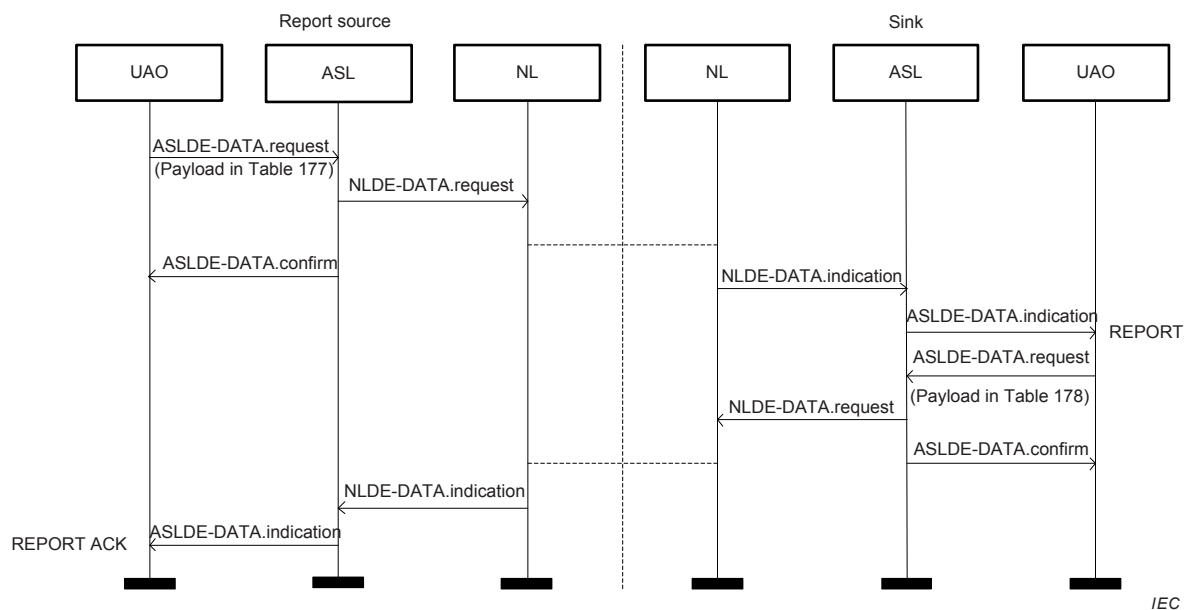 Report source
Sink
UAO
ASL
NL
NL
ASL
UAO
ASLDE-DATA.request
(Payload in Table 177)
NLDE-DATA.request
ASLDE-DATA.confirm
NLDE-DATA.indication
ASLDE-DATA.indication
REPORT
ASLDE-DATA.request
(Payload in Table 178)
NLDE-DATA.request
ASLDE-DATA.confirm
NLDE-DATA.indication
ASLDE-DATA.indication
REPORT ACK
IEC